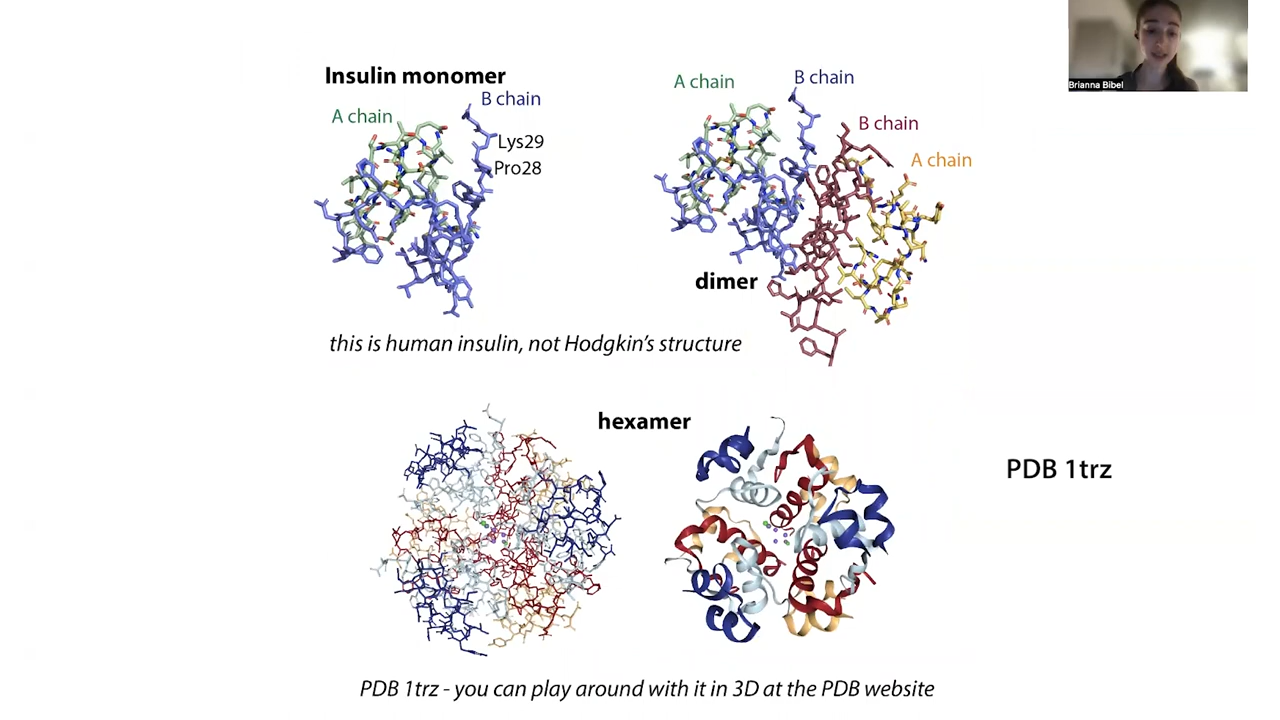 Insulin monomer
A chain
B chain
Lys29
Pro28
A chain
B chain
B chain
A chain
dimer
this is human insulin, not Hodgkin's structure
hexamer
PDB 1trz
PDB 1trz - you can play around with it in 3D at the PDB website
Brianna Bibel